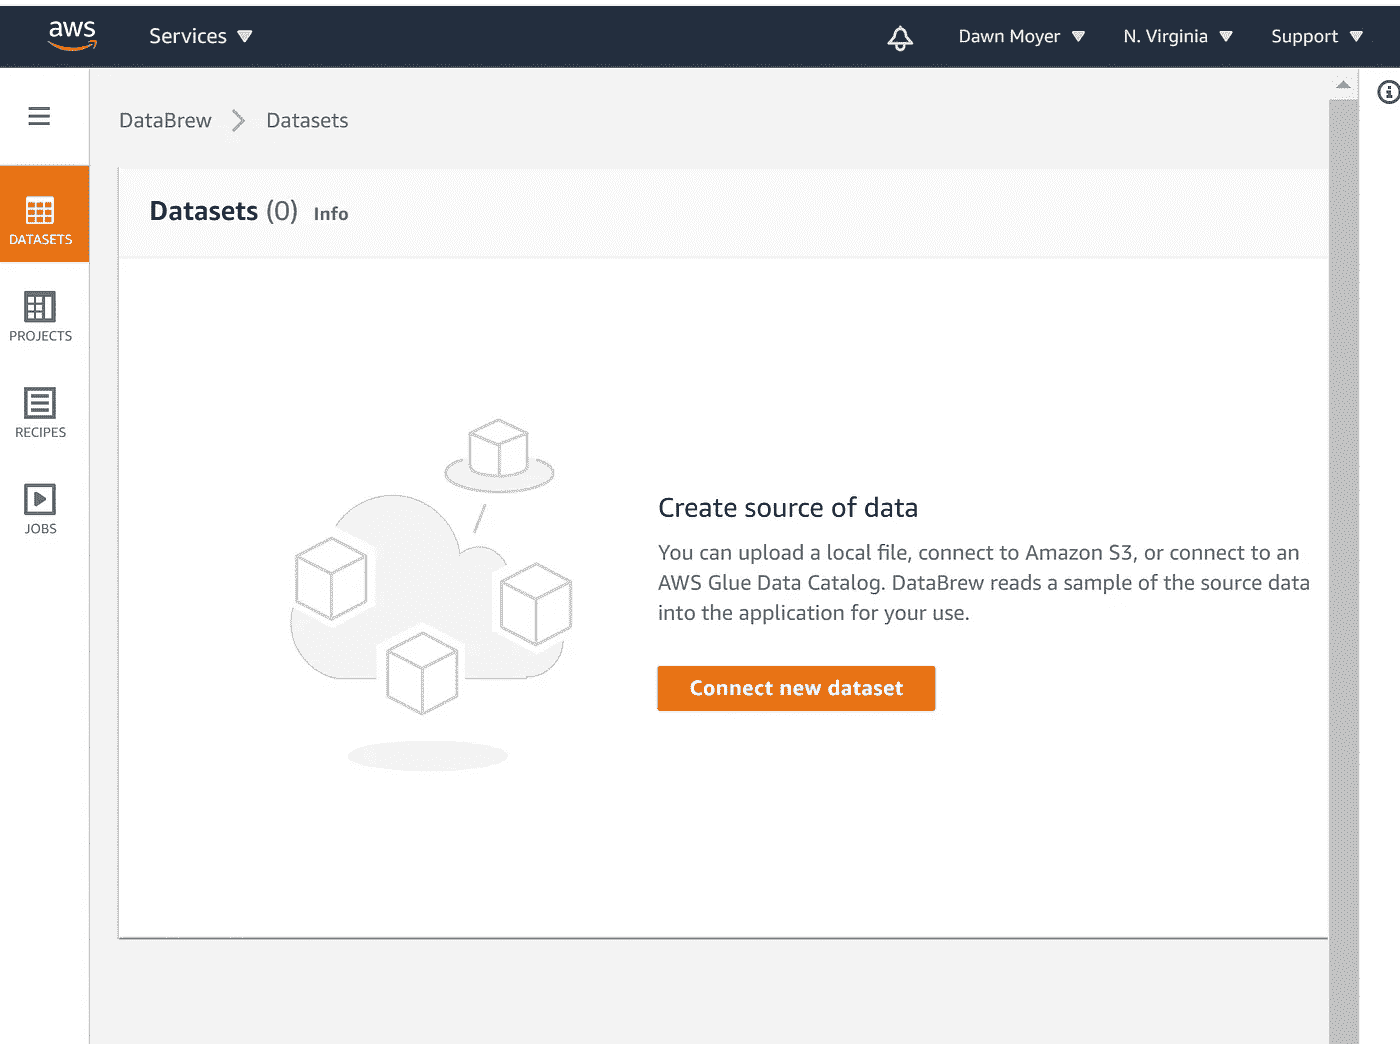 aws
Services
Dawn Moyer
N. Virginia
Support
DataBrew
Datasets
Datasets (0) Info
DATASETS
PROJECTS
RECIPES
JOBS
Create source of data
You can upload a local file, connect to Amazon S3, or connect to an
AWS Glue Data Catalog. DataBrew reads a sample of the source data
into the application for your use.
Connect new dataset